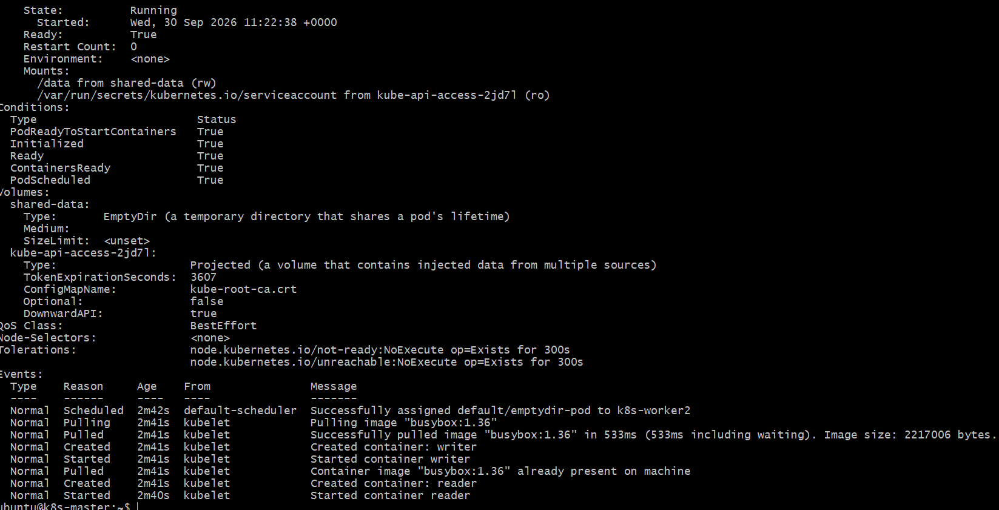 State: Running
Started: Wed, 30 Sep 2026 11:22:38 +0000
Ready: True
Restart Count: 0
Environment: <none>
Mounts:
/data from shared-data (rw)
/var/run/secrets/kubernetes.io/serviceaccount from kube-api-access-2jd7l (ro)
Conditions:
Type Status
PodReadyToStartContainers True
Initialized True
Ready True
ContainersReady True
PodScheduled True
Volumes:
shared-data:
Type: EmptyDir (a temporary directory that shares a pod's lifetime)
Medium:
SizeLimit: <unset>
kube-api-access-2jd7l:
Type: Projected (a volume that contains injected data from multiple sources)
TokenExpirationSeconds: 3607
ConfigMapName: kube-root-ca.crt
Optional: false
DownwardAPI: true
QoS Class: BestEffort
Node-Selectors: <none>
Tolerations: node.kubernetes.io/not-ready:NoExecute op=Exists for 300s
node.kubernetes.io/unreachable:NoExecute op=Exists for 300s
Events:
Type Reason Age From Message
---- ------ ---- ---- -------
Normal Scheduled 2m42s default-scheduler Successfully assigned default/emptydir-pod to k8s-worker2
Normal Pulling 2m41s kubelet Pulling image "busybox:1.36"
Normal Pulled 2m41s kubelet Successfully pulled image "busybox:1.36" in 533ms (533ms including waiting). Image size: 2217006 bytes.
Normal Created 2m41s kubelet Created container: writer
Normal Started 2m41s kubelet Started container writer
Normal Pulled 2m41s kubelet Container image "busybox:1.36" already present on machine
Normal Created 2m41s kubelet Created container: reader
Normal Started 2m40s kubelet Started container reader
ubuntu@k8s-master:~$